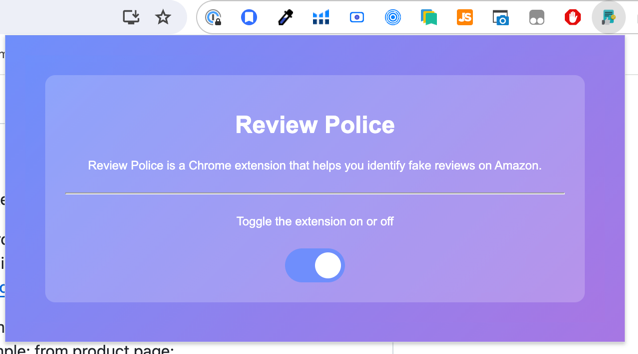 JS
Review Police
Review Police is a Chrome extension that helps you identify fake reviews on Amazon.
Toggle the extension on or off
mple: from product page: